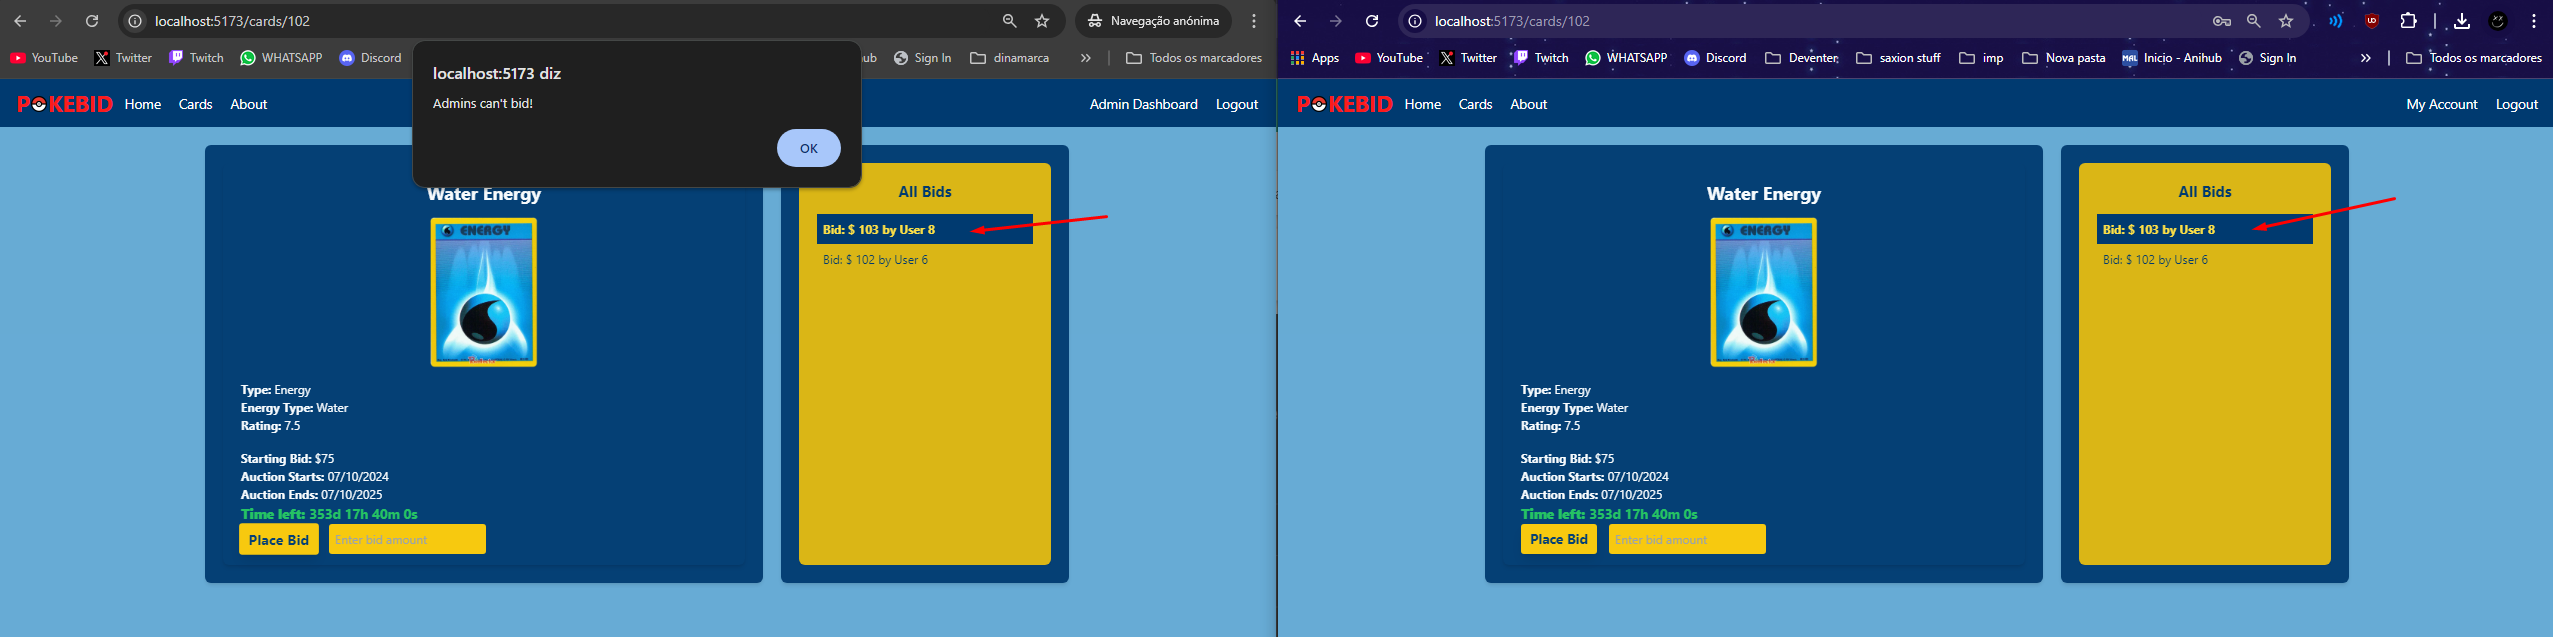 localhost:5173/cards/102
Navegação anónima
YouTube
Twitter
Twitch
WHATSAPP
Discord
ub
Sign In
dinamarca
»
Todos os marcadores
localhost:5173 diz
Admins can't bid!
OK
POKEBID
Home
Cards
About
Admin Dashboard
Logout
Water Energy
ENERGY
Type: Energy
Energy Type: Water
Rating: 7.5
Starting Bid: $75
Auction Starts: 07/10/2024
Auction Ends: 07/10/2025
Time left: 353d 17h 40m 0s
Place Bid
Enter bid amount
All Bids
Bid: $ 103 by User 8
Bid: $ 102 by User 6
localhost:5173/cards/102
Apps
YouTube
Twitter
Twitch
WHATSAPP
Discord
Deventer
saxion stuff
imp
Nova pasta
MAL
Inicio - Anihub
Sign In
»
Todos os marcadores
POKEBID
Home
Cards
About
My Account
Logout
Water Energy
ENERGY
Type: Energy
Energy Type: Water
Rating: 7.5
Starting Bid: $75
Auction Starts: 07/10/2024
Auction Ends: 07/10/2025
Time left: 353d 17h 40m 0s
Place Bid
Enter bid amount
All Bids
Bid: $ 103 by User 8
Bid: $ 102 by User 6